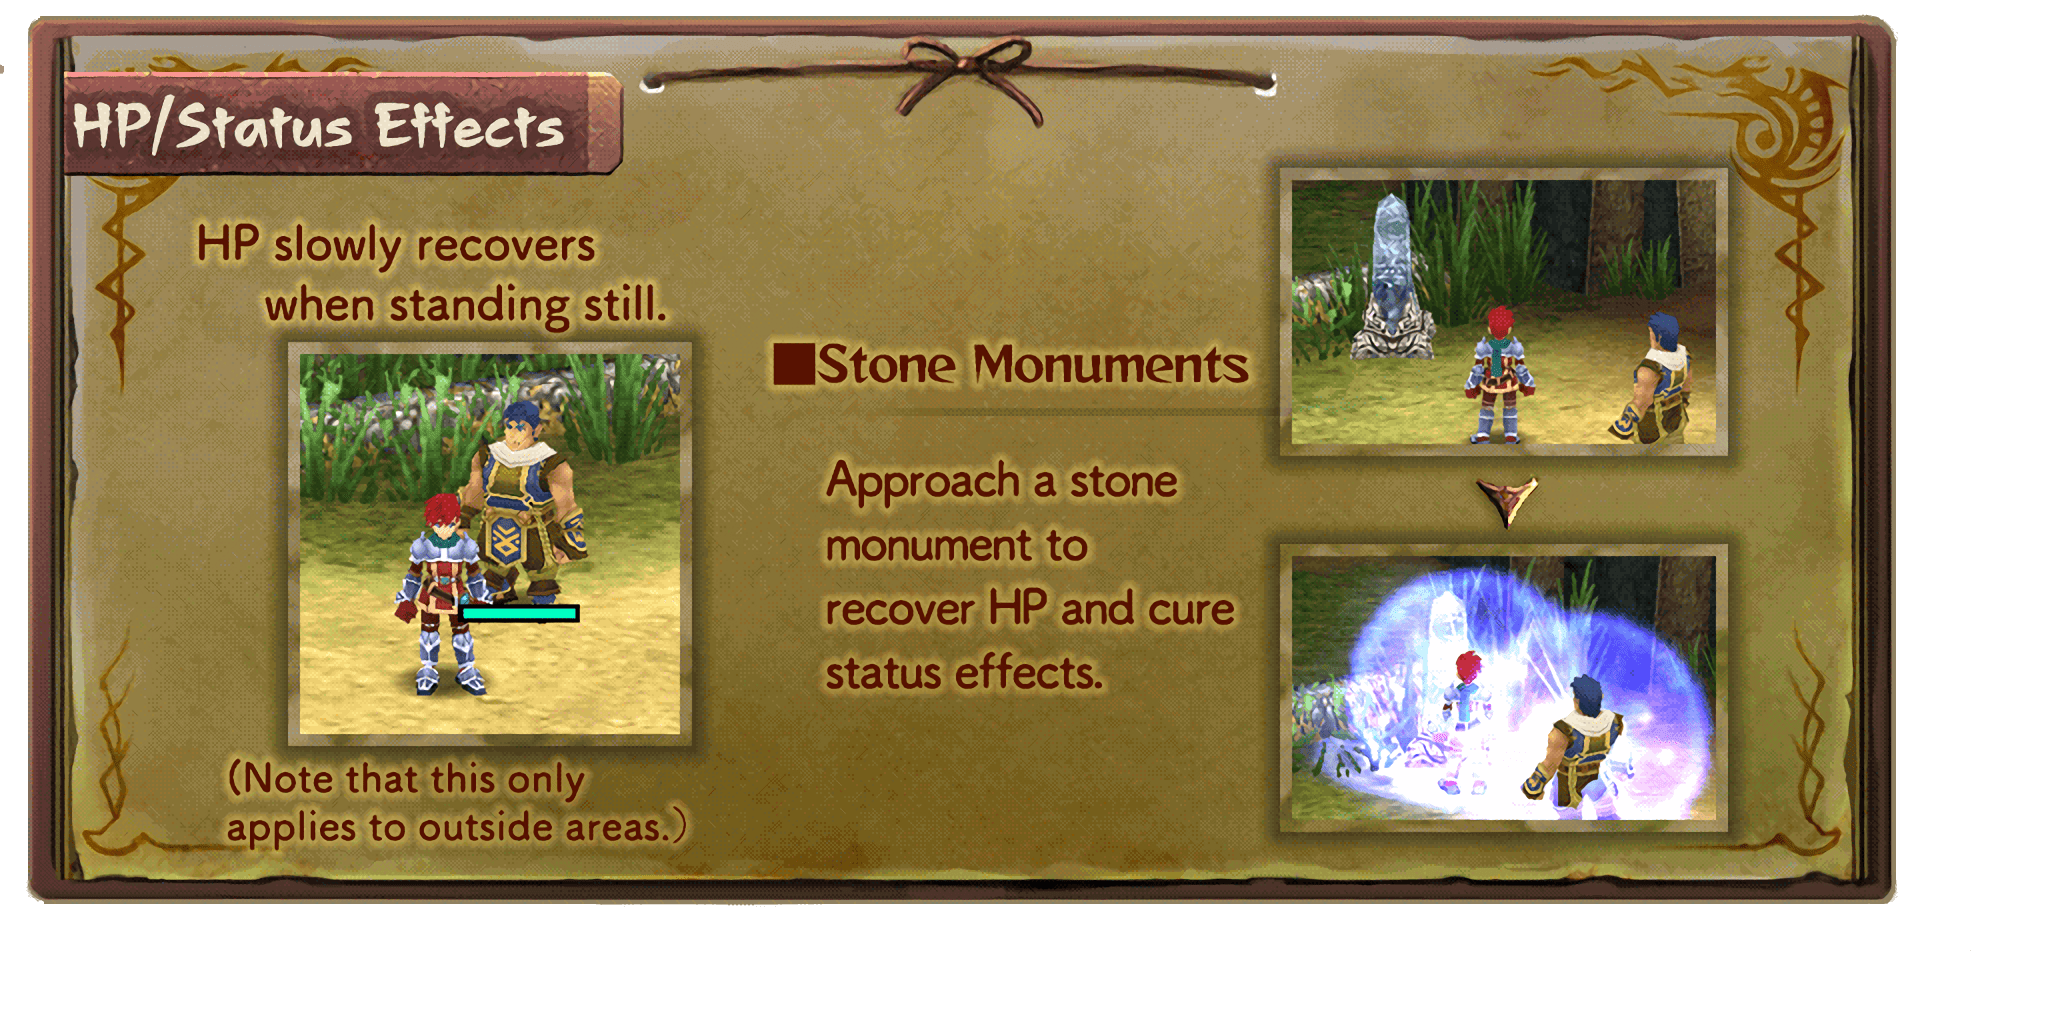 HP/Status Effects
HP slowly recovers
when standing still.
(Note that this only
applies to outside areas.)
■Stone Monuments
Approach a stone
monument to
recover HP and cure
status effects.